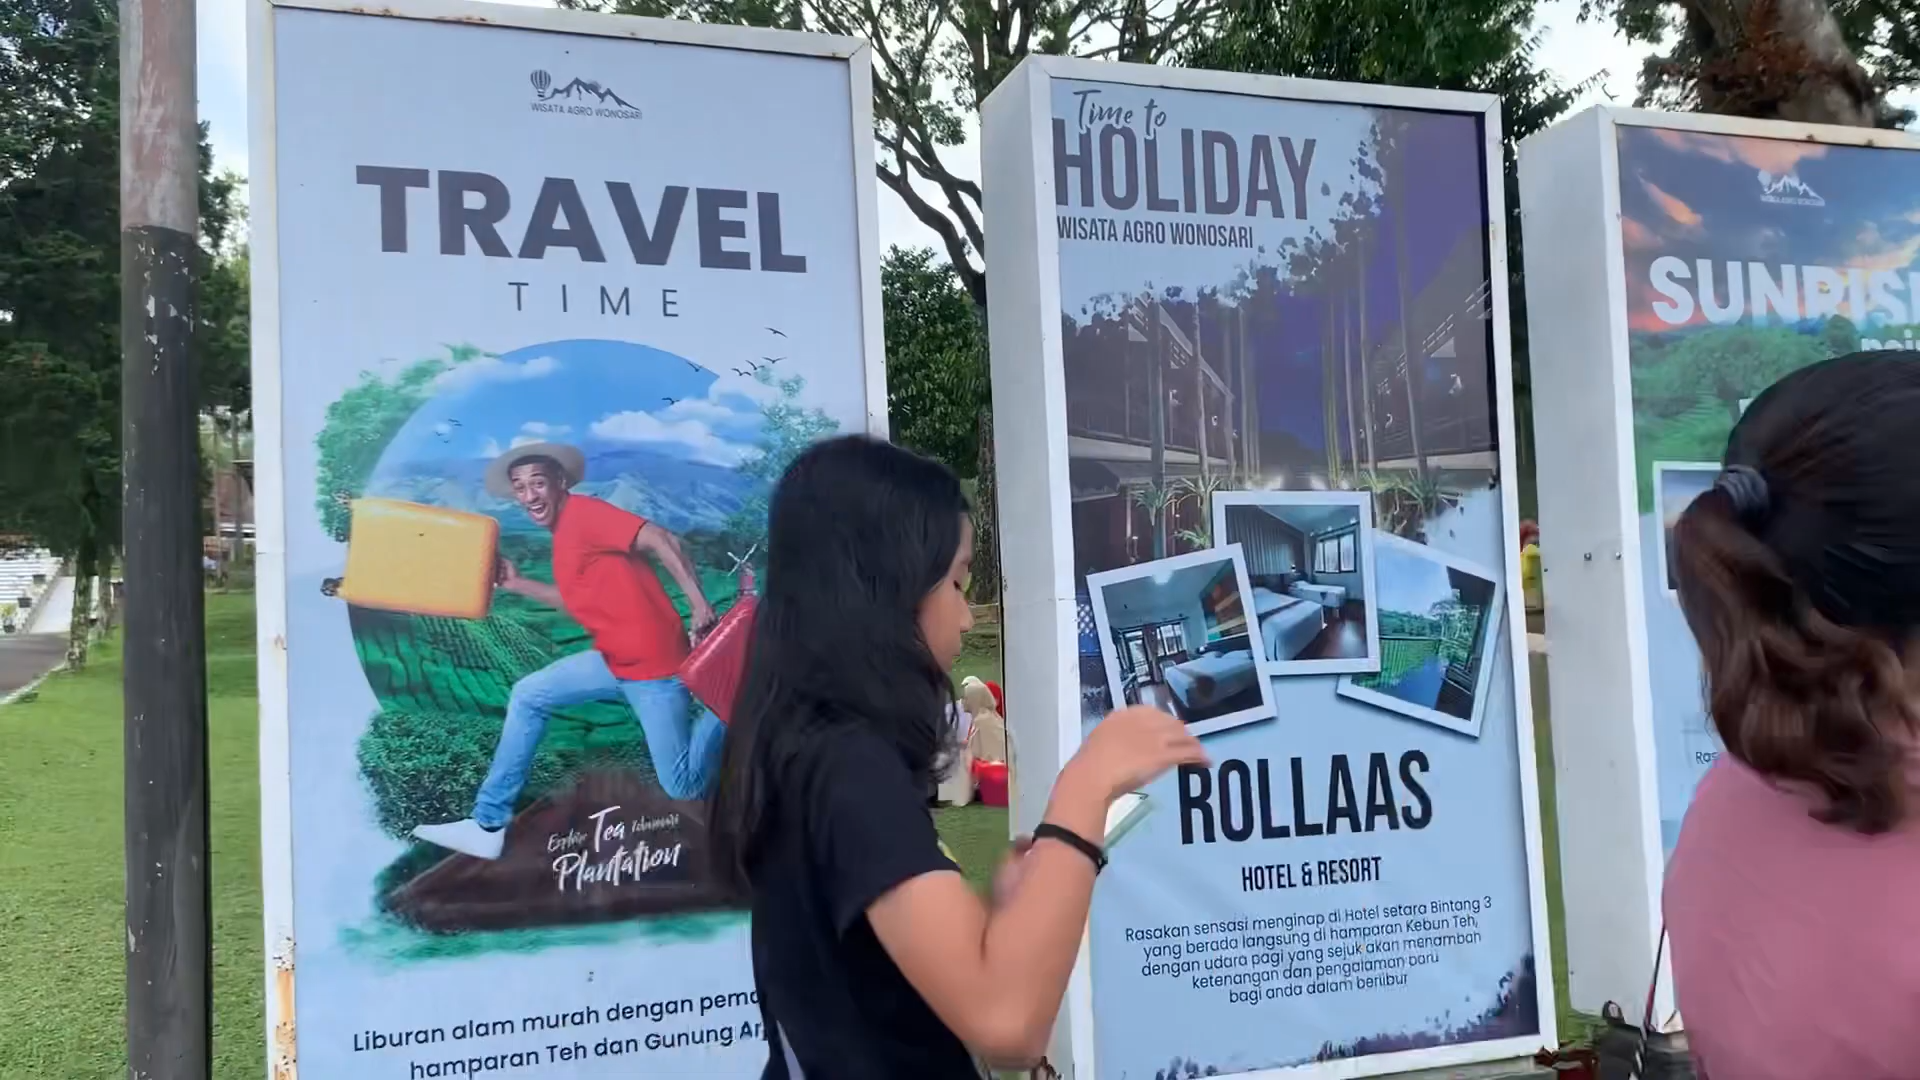 WISATA AGRO WONOSARI
TRAVEL
TIME
Explore Tea
Plantation
Liburan alam murah dengan
hamparan Teh dan Gunung
Time to
HOLIDAY
WISATA AGRO WONOSARI
ROLLAAS
HOTEL & RESORT
Rasakan sensasi menginap di Hotel setara Bintang 3
yang berada langsung di hamparan Kebun Teh,
dengan udara pagi yang sejuk akan menambah
ketenangan dan pengalaman baru
bagi anda dalam berlibur